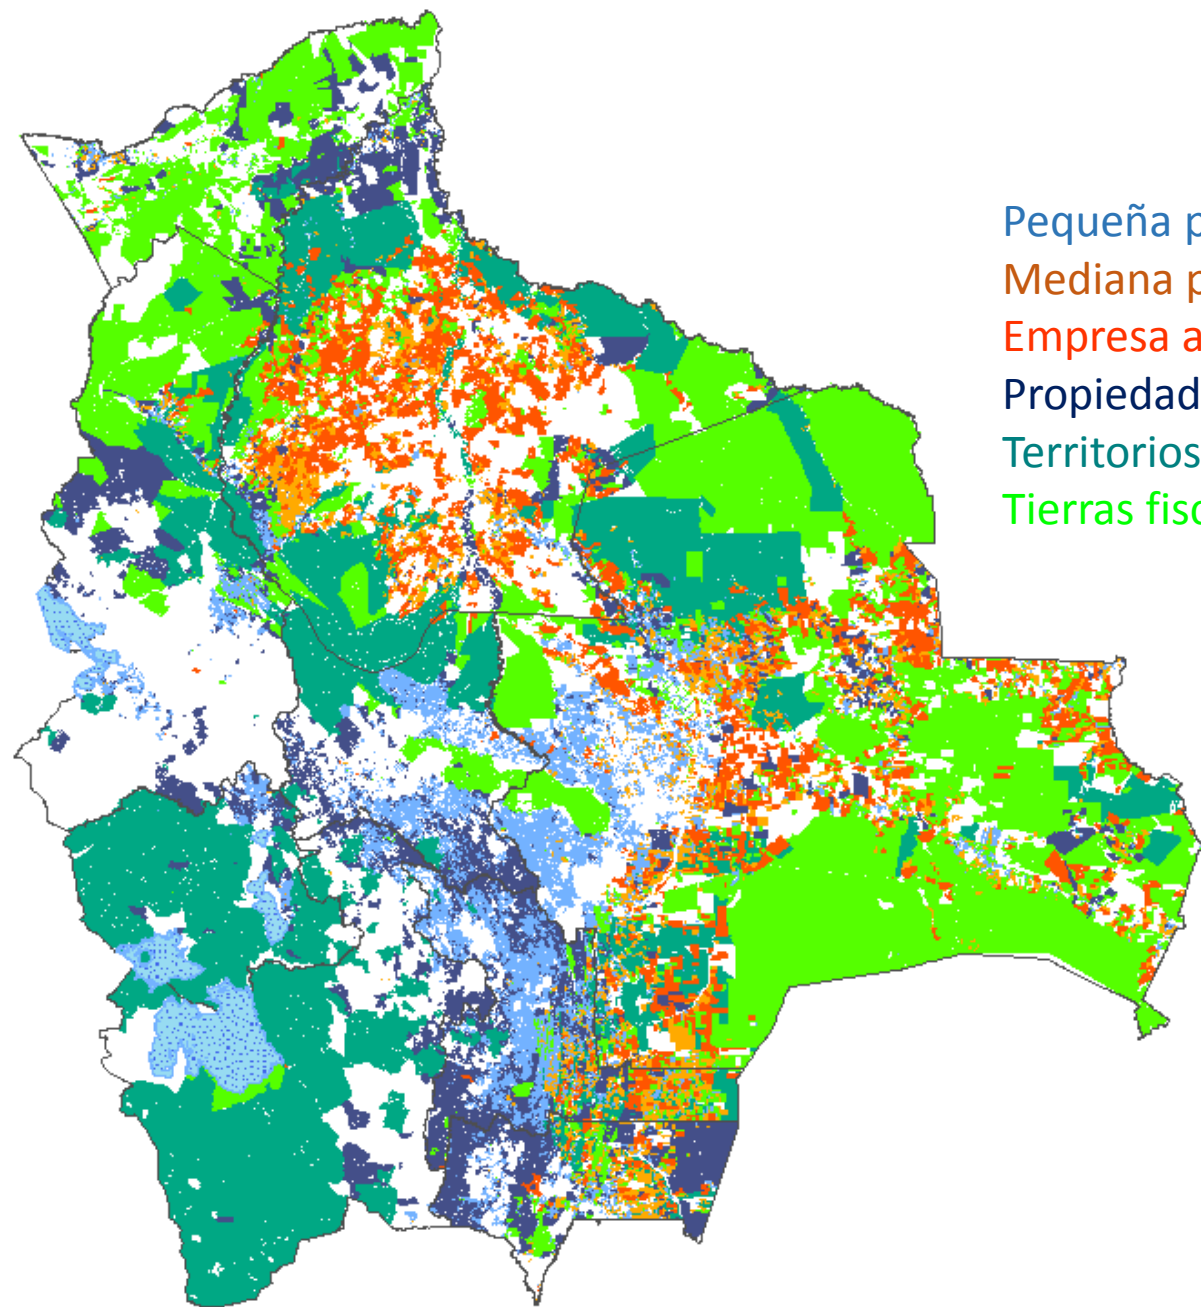 Pequeña p
Mediana p
Empresa a
Propiedad
Territorios
Tierras fisc